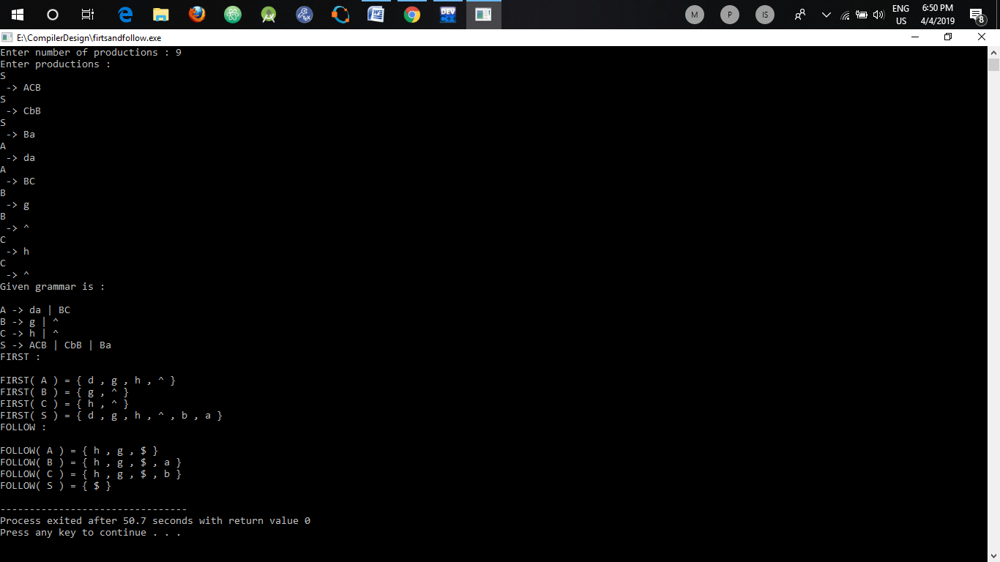 M P IS ENG 6:50 PM
US 4/4/2019 8
W DEV C++
E:\CompilerDesign\firtsandfollow.exe
Enter number of productions : 9
Enter productions :
S
 -> ACB
S
 -> CbB
S
 -> Ba
A
 -> da
A
 -> BC
B
 -> g
B
 -> ^
C
 -> h
C
 -> ^
Given grammar is :

A -> da | BC
B -> g | ^
C -> h | ^
S -> ACB | CbB | Ba
FIRST :

FIRST( A ) = { d , g , h , ^ }
FIRST( B ) = { g , ^ }
FIRST( C ) = { h , ^ }
FIRST( S ) = { d , g , h , ^ , b , a }
FOLLOW :

FOLLOW( A ) = { h , g , $ }
FOLLOW( B ) = { h , g , $ , a }
FOLLOW( C ) = { h , g , $ , b }
FOLLOW( S ) = { $ }

--------------------------------
Process exited after 50.7 seconds with return value 0
Press any key to continue . . .